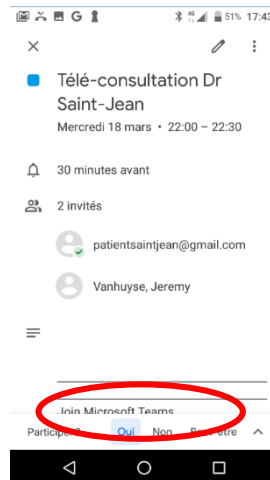 51% 17:43
Télé-consultation Dr
Saint-Jean
Mercredi 18 mars • 22:00 – 22:30
30 minutes avant
2 invités
patientsaintjean@gmail.com
Vanhuyse, Jeremy
Join Microsoft Teams
Participer? Oui Non Peut-être